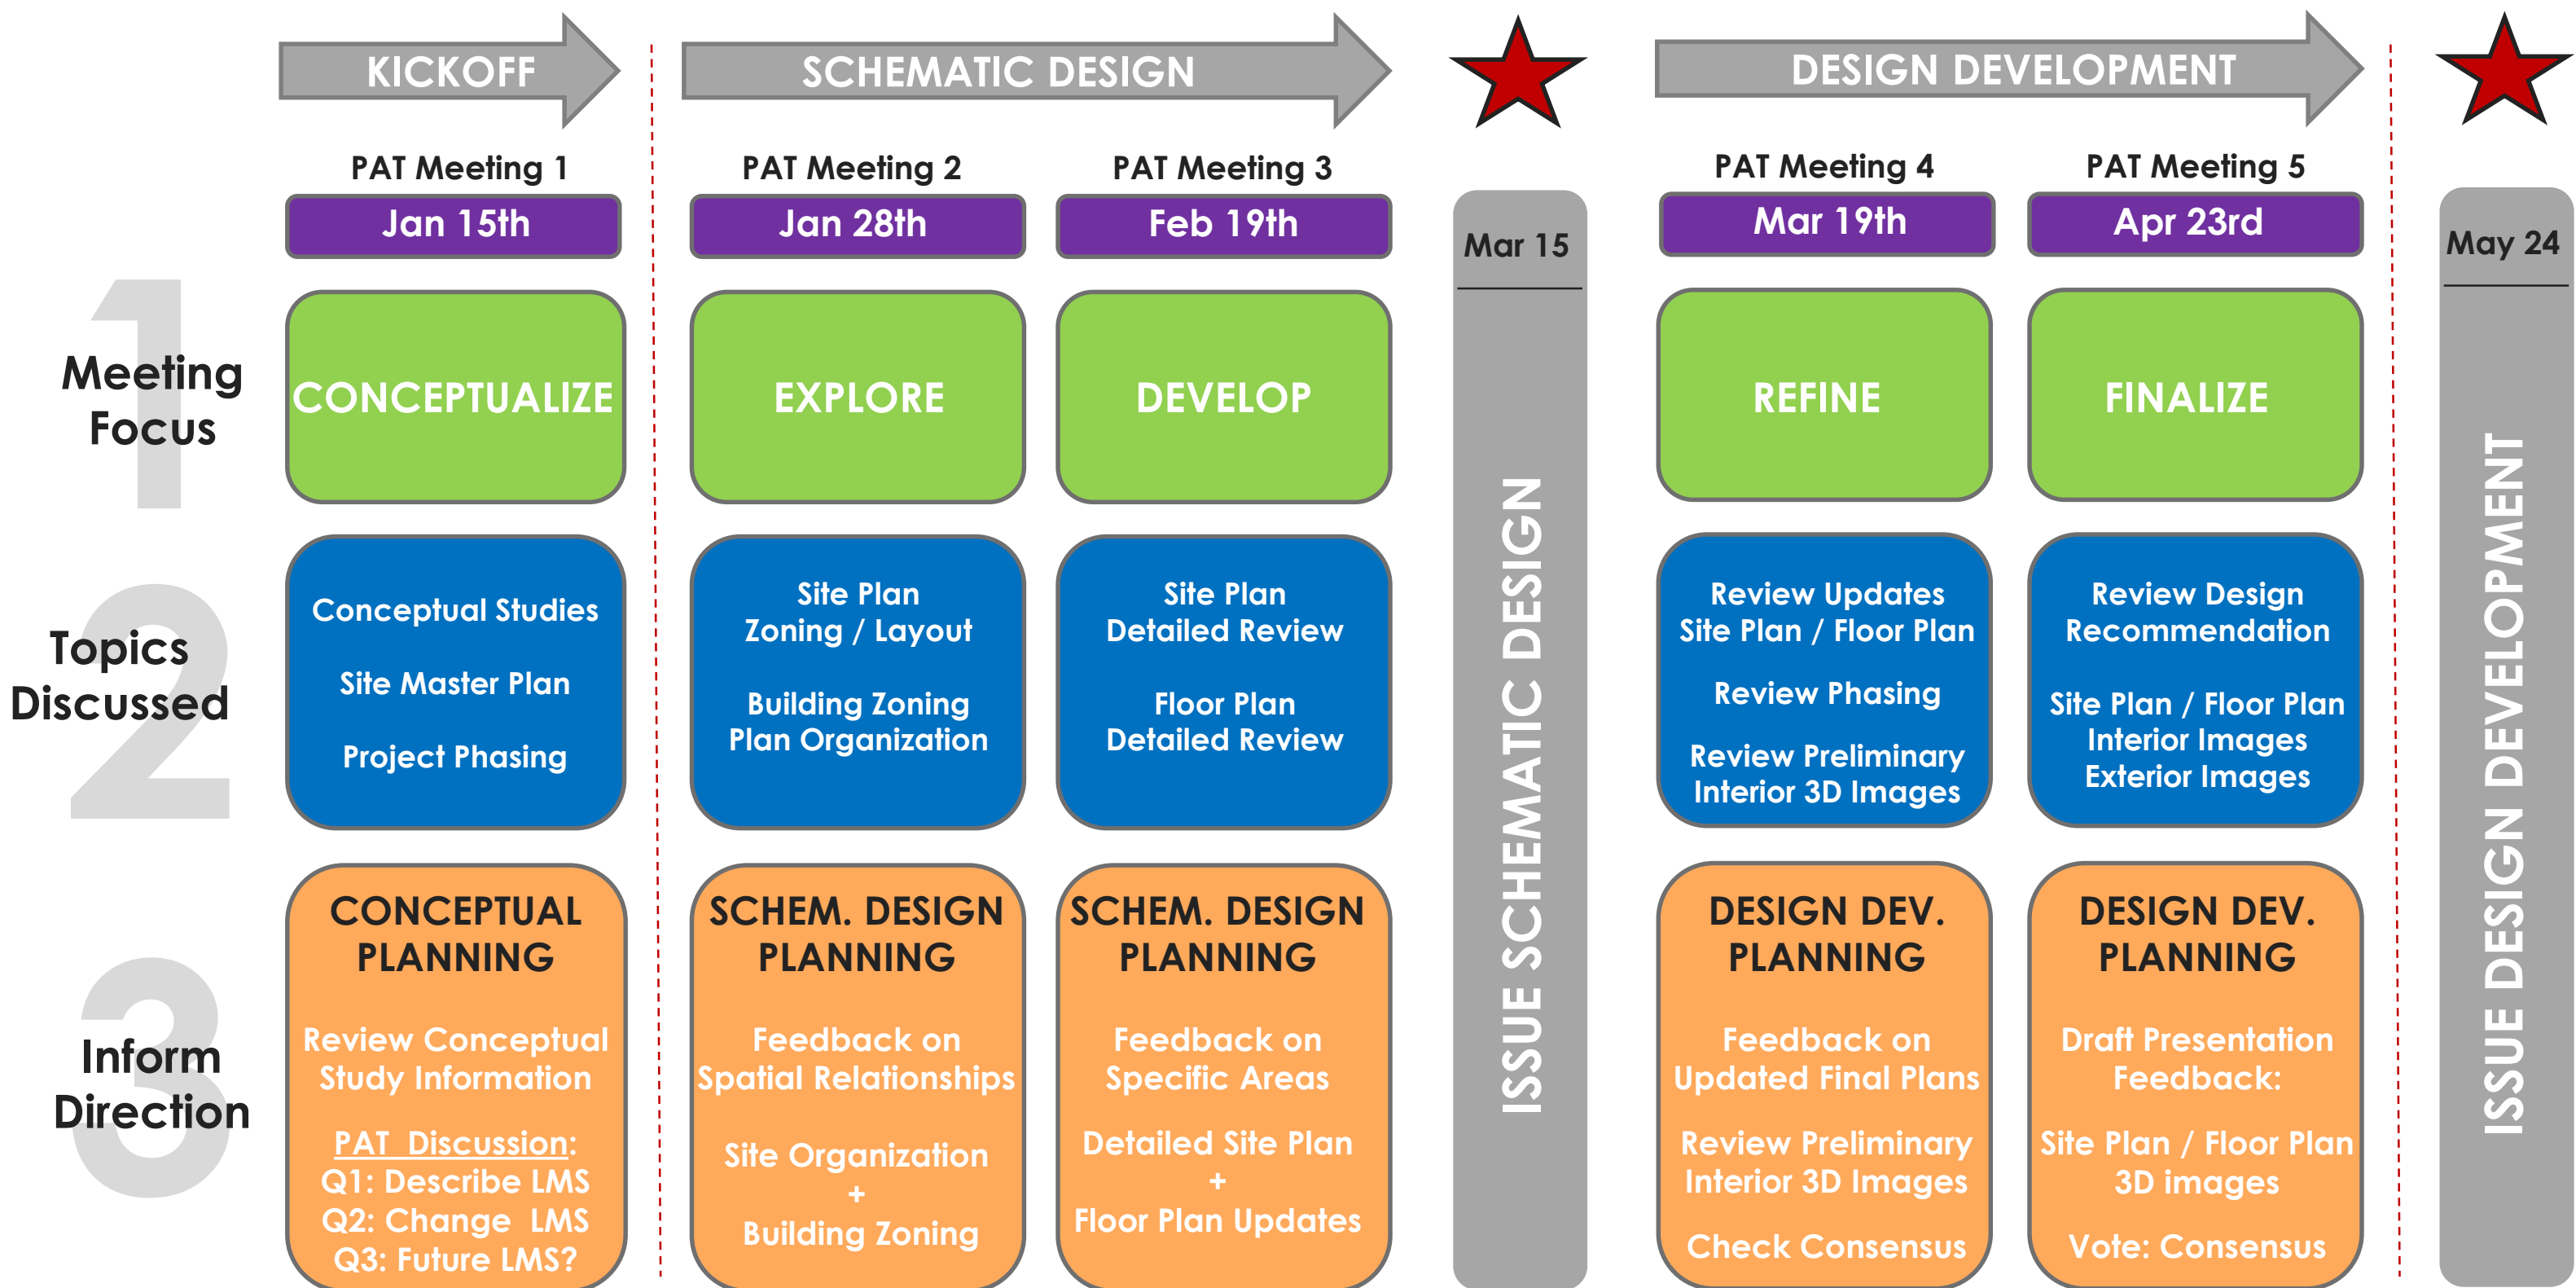 KICKOFF
SCHEMATIC DESIGN
DESIGN DEVELOPMENT
PAT Meeting 1
PAT Meeting 2
PAT Meeting 3
PAT Meeting 4
PAT Meeting 5
Jan 15th
Jan 28th
Feb 19th
Mar 15
Mar 19th
Apr 23rd
May 24
1
Meeting
Focus
CONCEPTUALIZE
EXPLORE
DEVELOP
REFINE
FINALIZE
2
Topics
Discussed
Conceptual Studies
Site Master Plan
Project Phasing
Site Plan
Zoning / Layout
Building Zoning
Plan Organization
Site Plan
Detailed Review
Floor Plan
Detailed Review
Review Updates
Site Plan / Floor Plan
Review Phasing
Review Preliminary
Interior 3D Images
Review Design
Recommendation
Site Plan / Floor Plan
Interior Images
Exterior Images
3
Inform
Direction
CONCEPTUAL
PLANNING
Review Conceptual
Study Information
PAT  Discussion:
Q1: Describe LMS
Q2: Change  LMS
Q3: Future LMS?
SCHEM. DESIGN
PLANNING
Feedback on
Spatial Relationships
Site Organization
+
Building Zoning
SCHEM. DESIGN
PLANNING
Feedback on
Specific Areas
Detailed Site Plan
+
Floor Plan Updates
ISSUE SCHEMATIC DESIGN
DESIGN DEV.
PLANNING
Feedback on
Updated Final Plans
Review Preliminary
Interior 3D Images
Check Consensus
DESIGN DEV.
PLANNING
Draft Presentation
Feedback:
Site Plan / Floor Plan
3D images
Vote: Consensus
ISSUE DESIGN DEVELOPMENT